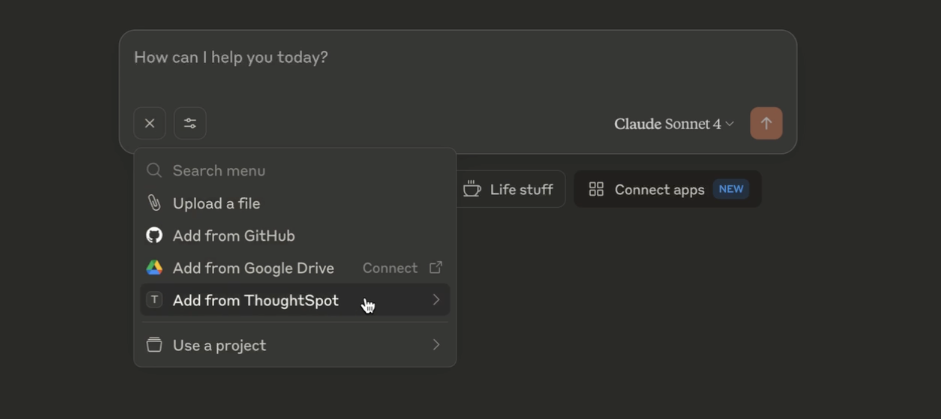 How can I help you today?
Claude Sonnet 4
Search menu
Upload a file
Life stuff
Connect apps NEW
Add from GitHub
Add from Google Drive Connect
T Add from ThoughtSpot
Use a project